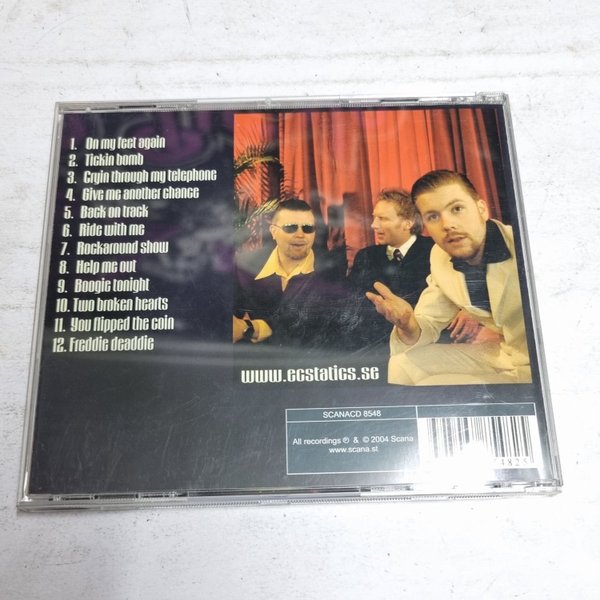 1. On my feet again
2. Tickin bomb
3. Cryin through my telephone
4. Give me another chance
5. Back on track
6. Ride with me
7. Rockaround show
8. Help me out
9. Boogie tonight
10. Two broken hearts
11. You flipped the coin
12. Freddie deaddie
www.ecstatics.se
SCANACD 8548
All recordings ℗ & © 2004 Scana
www.scana.st